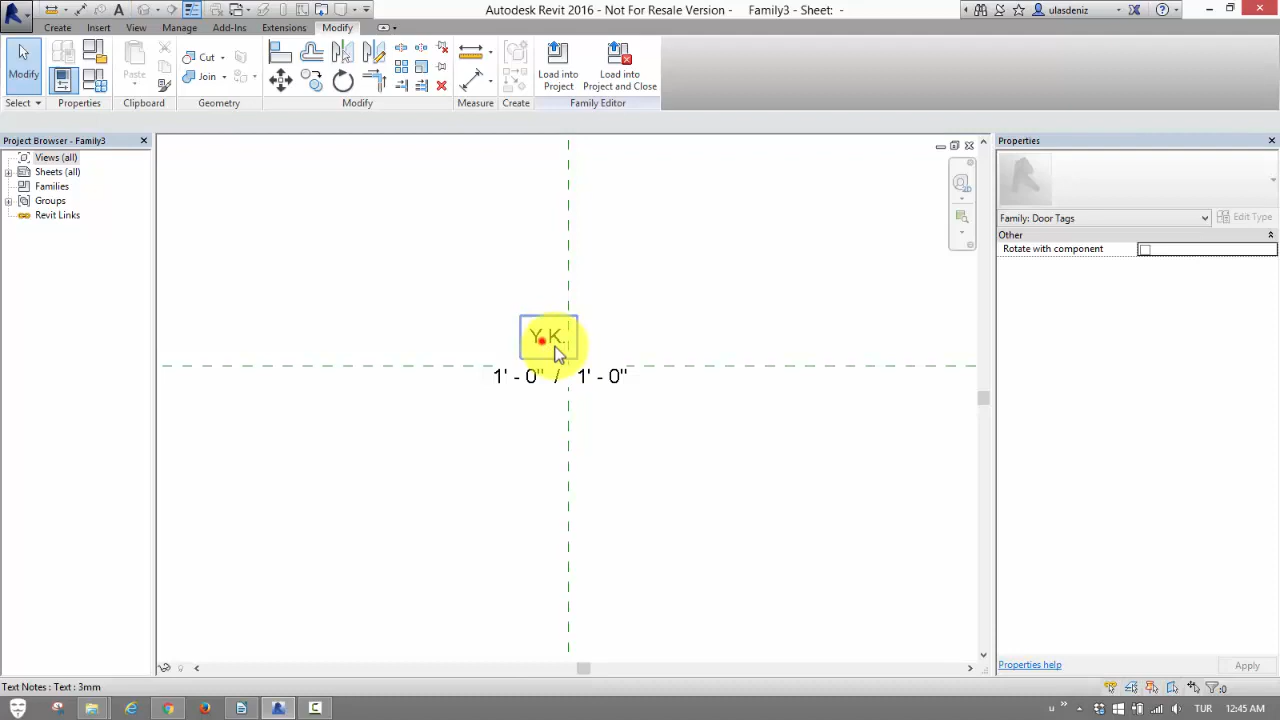 Autodesk Revit 2016 - Not For Resale Version - Family3 - Sheet: -
ulasdeniz
Create Insert View Manage Add-Ins Extensions Modify
Modify
Paste
Cut
Join
Load into Project
Load into Project and Close
Select Properties Clipboard Geometry Modify Measure Create Family Editor
Project Browser - Family3
Views (all)
Sheets (all)
Families
Groups
Revit Links
Y.K.
1' - 0" / 1' - 0"
Properties
Family: Door Tags
Edit Type
Other
Rotate with component
Properties help
Apply
Text Notes : Text : 3mm
:0
TUR
12:45 AM